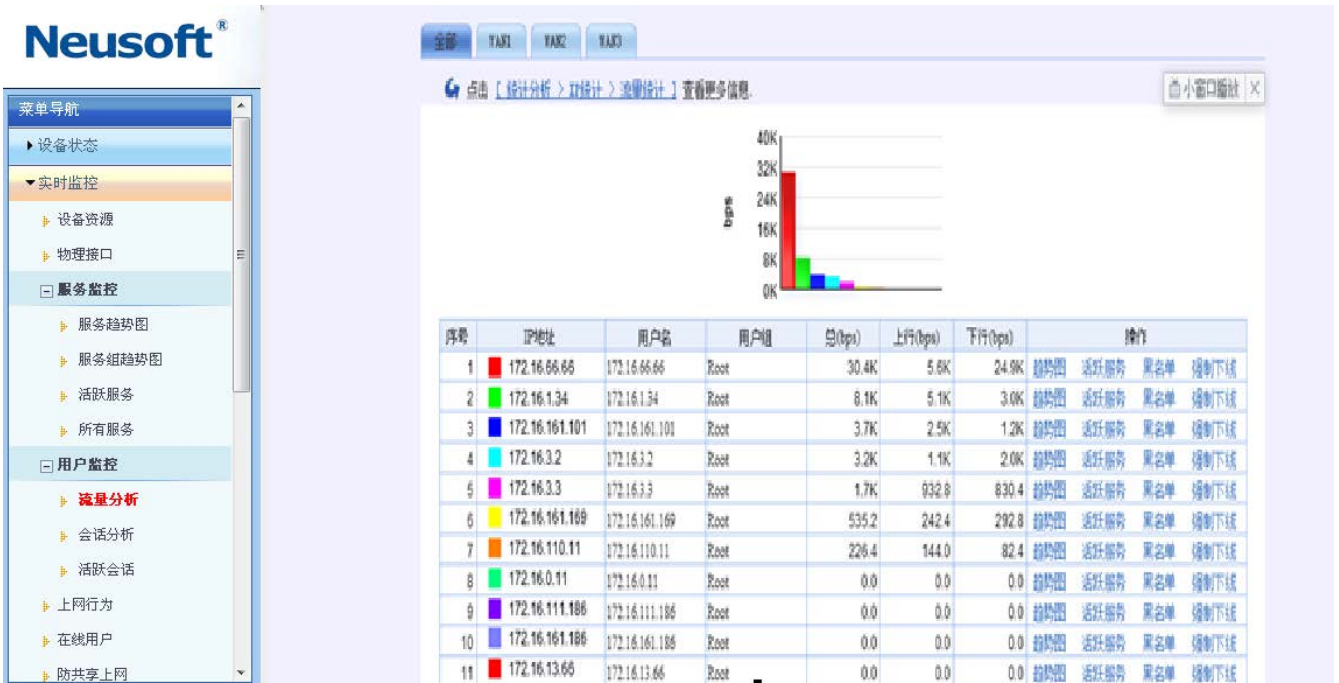 Neusoft®
菜单导航
设备状态
实时监控
设备资源
物理接口
服务监控
服务趋势图
服务组趋势图
活跃服务
所有服务
用户监控
流量分析
会话分析
活跃会话
上网行为
在线用户
防共享上网
全部 WAN1 WAN2 WAN3
点击 [ 统计分析 > IP统计 > 流量统计 ] 查看更多信息.
小窗口播放
40K
32K
24K
16K
8K
0K
bps
序号 IP地址 用户名 用户组 总(bps) 上行(bps) 下行(bps) 操作
1 172.16.66.66 172.16.66.66 Root 30.4K 5.6K 24.9K 趋势图 活跃服务 黑名单 强制下线
2 172.16.1.34 172.16.1.34 Root 8.1K 5.1K 3.0K 趋势图 活跃服务 黑名单 强制下线
3 172.16.161.101 172.16.161.101 Root 3.7K 2.5K 1.2K 趋势图 活跃服务 黑名单 强制下线
4 172.16.3.2 172.16.3.2 Root 3.2K 1.1K 2.0K 趋势图 活跃服务 黑名单 强制下线
5 172.16.3.3 172.16.3.3 Root 1.7K 932.8 830.4 趋势图 活跃服务 黑名单 强制下线
6 172.16.161.169 172.16.161.169 Root 535.2 242.4 292.8 趋势图 活跃服务 黑名单 强制下线
7 172.16.110.11 172.16.110.11 Root 226.4 144.0 82.4 趋势图 活跃服务 黑名单 强制下线
8 172.16.0.11 172.16.0.11 Root 0.0 0.0 0.0 趋势图 活跃服务 黑名单 强制下线
9 172.16.111.186 172.16.111.186 Root 0.0 0.0 0.0 趋势图 活跃服务 黑名单 强制下线
10 172.16.161.186 172.16.161.186 Root 0.0 0.0 0.0 趋势图 活跃服务 黑名单 强制下线
11 172.16.13.66 172.16.13.66 Root 0.0 0.0 0.0 趋势图 活跃服务 黑名单 强制下线